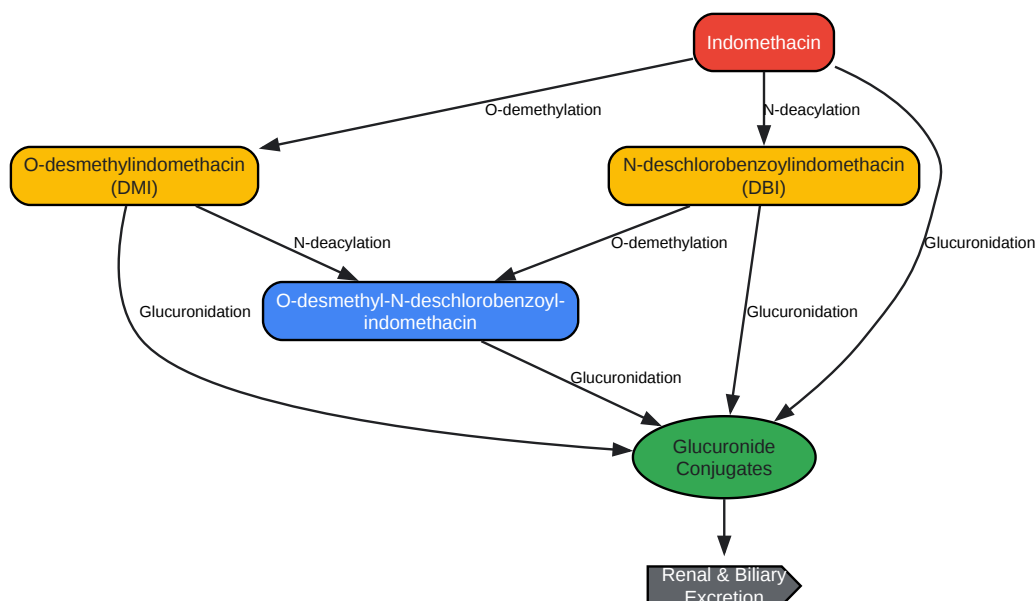 Indomethacin
O-demethylation
N-deacylation
O-desmethylindomethacin
(DMI)
N-deschlorobenzoylindomethacin
(DBI)
N-deacylation
O-demethylation
Glucuronidation
O-desmethyl-N-deschlorobenzoyl-
indomethacin
Glucuronidation
Glucuronidation
Glucuronidation
Glucuronide
Conjugates
Renal & Biliary
Excretion